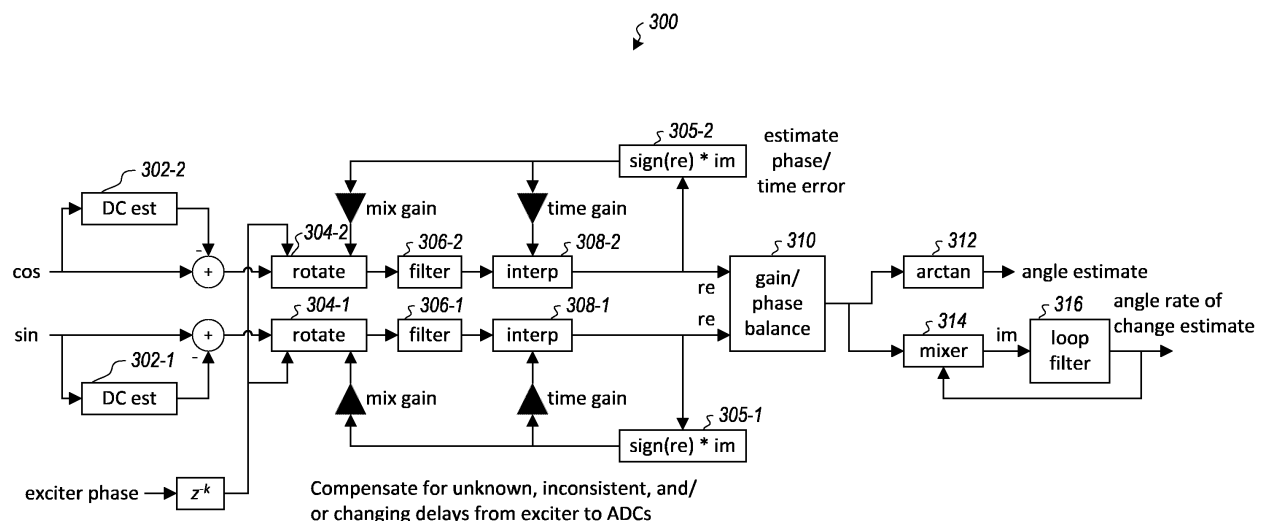 300
305-2
sign(re) * im
estimate
phase/
time error
302-2
DC est
mix gain
time gain
-
304-2
306-2
308-2
310
312
cos
+
rotate
filter
interp
re
gain/
phase
balance
arctan
angle estimate
304-1
306-1
308-1
re
angle rate of
change estimate
sin
+
rotate
filter
interp
314
316
mixer
im
loop
filter
-
302-1
DC est
mix gain
time gain
305-1
sign(re) * im
exciter phase
z-k
Compensate for unknown, inconsistent, and/
or changing delays from exciter to ADCs